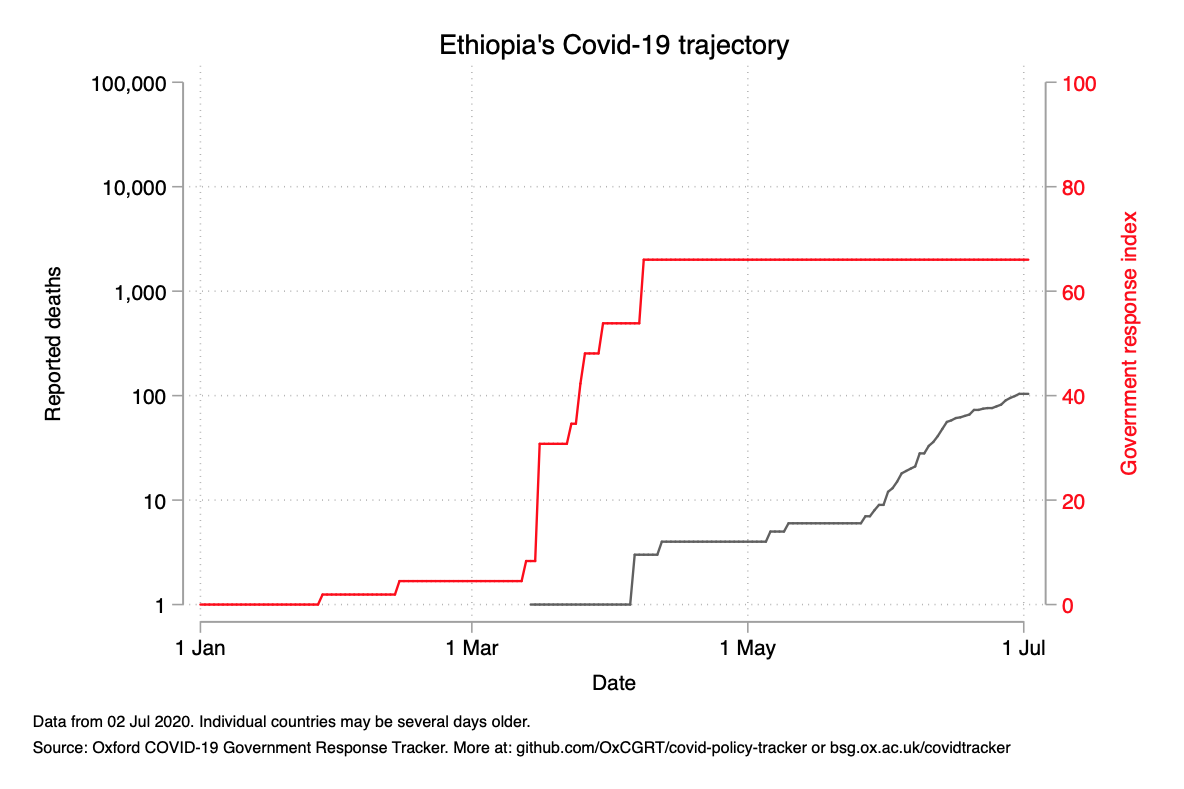 Ethiopia's Covid-19 trajectory
100,000
10,000
1,000
100
10
1
Reported deaths
100
80
60
40
20
0
Government response index
1 Jan
1 Mar
1 May
1 Jul
Date
Data from 02 Jul 2020. Individual countries may be several days older.
Source: Oxford COVID-19 Government Response Tracker. More at: github.com/OxCGRT/covid-policy-tracker or bsg.ox.ac.uk/covidtracker